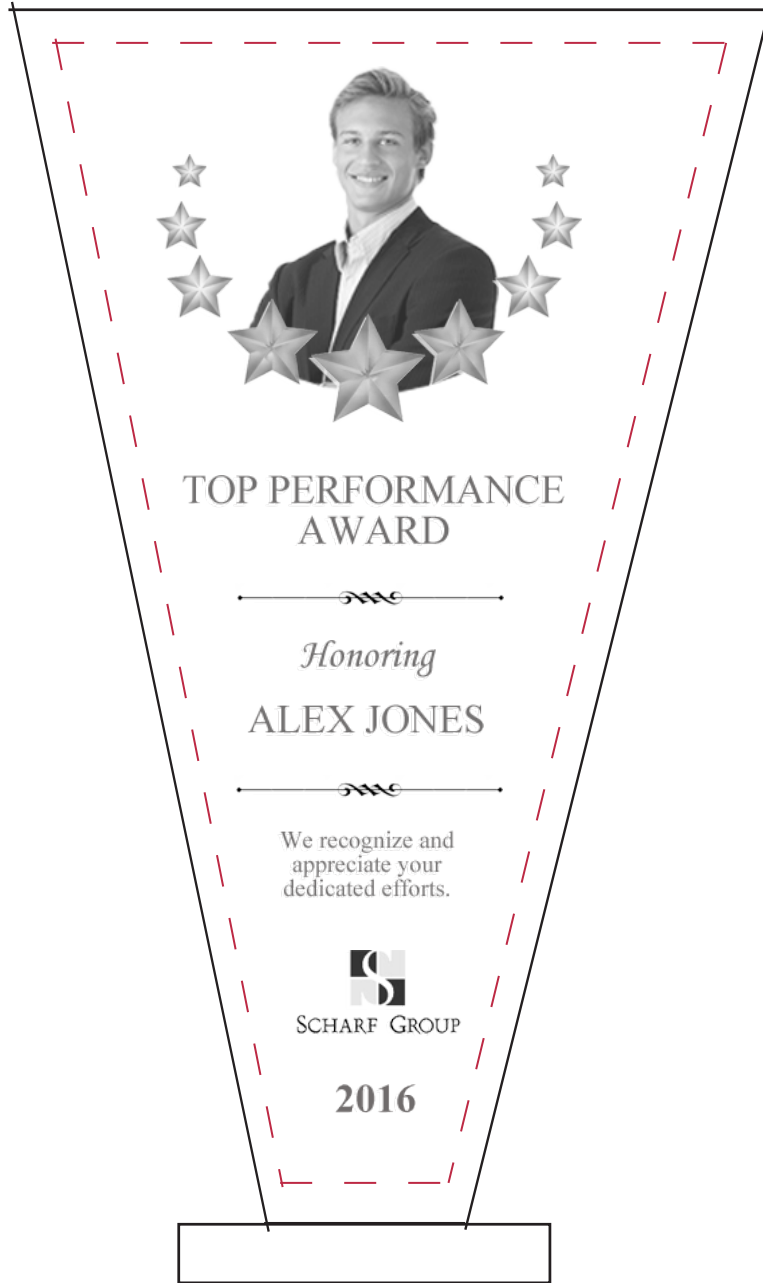 TOP PERFORMANCE
AWARD
Honoring
ALEX JONES
We recognize and
appreciate your
dedicated efforts.
SCHARF GROUP
2016